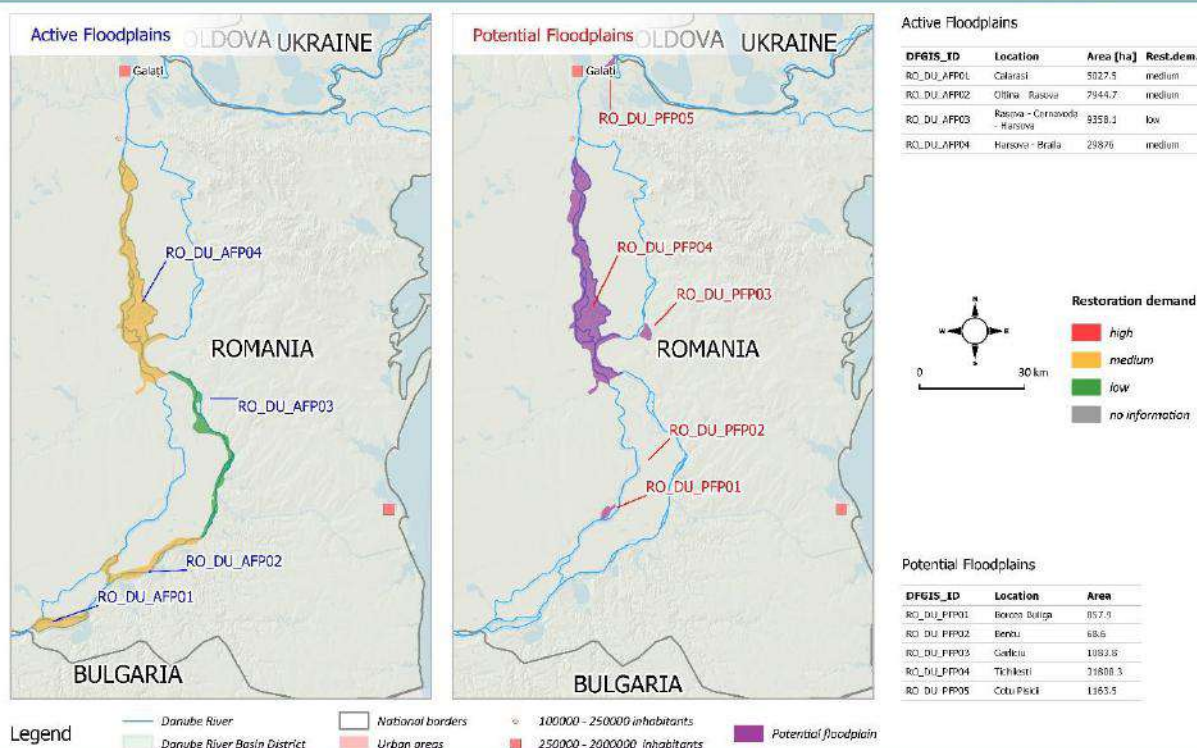 Active Floodplains
OLDOVA UKRAINE
Galați
RO_DU_AFP04
ROMANIA
RO_DU_AFP03
RO_DU_AFP02
RO_DU_AFP01
BULGARIA
Potential Floodplains
OLDOVA UKRAINE
Galați
RO_DU_PFP05
RO_DU_PFP04
RO_DU_PFP03
ROMANIA
RO_DU_PFP02
RO_DU_PFP01
BULGARIA
Active Floodplains
DFGIS_ID Location Area [ha] Rest.dem.
RO_DU_AFP01 Calarasi 5027.5 medium
RO_DU_AFP02 Oltina - Rasova 7944.7 medium
RO_DU_AFP03 Rasova - Cernavoda - Harsova 9358.1 low
RO_DU_AFP04 Harsova - Braila 29876 medium
N
W E
S
0 30 km
Restoration demand
high
medium
low
no information
Potential Floodplains
DFGIS_ID Location Area
RO_DU_PFP01 Borcea 857.9
RO_DU_PFP02 Bentu 68.6
RO_DU_PFP03 Garliciu 1083.8
RO_DU_PFP04 Tichilesti 31808.3
RO_DU_PFP05 Cotu Pisicii 1163.5
Legend
Danube River
Danube River Basin District
National borders
Urban areas
100000 - 250000 inhabitants
250000 - 2000000 inhabitants
Potential floodplain